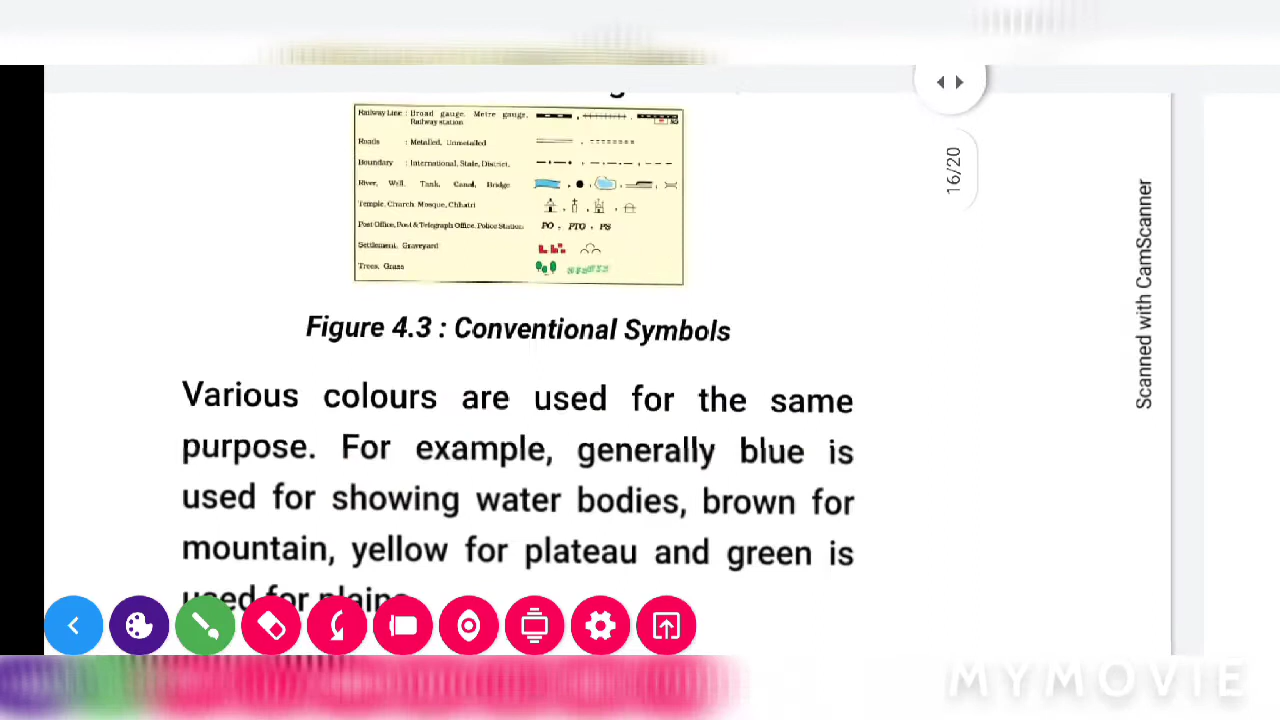 Railway Line : Broad gauge, Metre gauge,
Railway station
RS
Roads : Metalled, Unmetalled
Boundary : International, State, District,
River, Well, Tank, Canal, Bridge
Temple, Church, Mosque, Chhatri
Post Office, Post & Telegraph Office, Police Station PO, PTO, PS
Settlement, Graveyard
Trees, Grass
Figure 4.3 : Conventional Symbols
Various colours are used for the same
purpose. For example, generally blue is
used for showing water bodies, brown for
mountain, yellow for plateau and green is
used for plains
16/20
Scanned with CamScanner
MYMOVIE